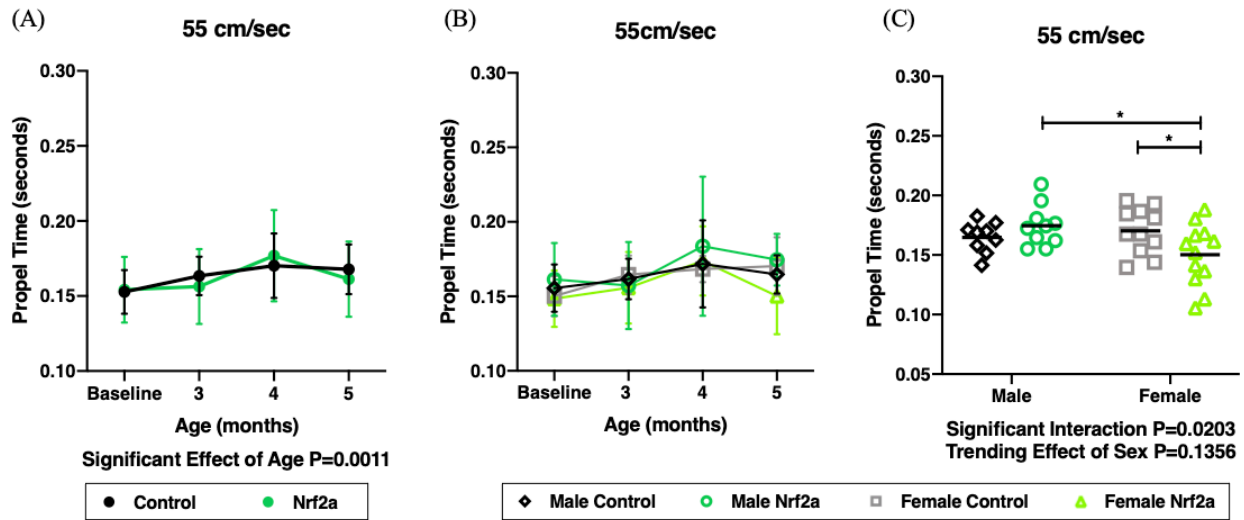 (A)
55 cm/sec
Propel Time (seconds)
0.30
0.25
0.20
0.15
0.10
Baseline 3 4 5
Age (months)
Significant Effect of Age P=0.0011
Control Nrf2a
(B)
55cm/sec
Propel Time (seconds)
0.30
0.25
0.20
0.15
0.10
Baseline 3 4 5
Age (months)
(C)
55 cm/sec
Propel Time (seconds)
0.30
0.25
0.20
0.15
0.10
0.05
*
*
Male Female
Significant Interaction P=0.0203
Trending Effect of Sex P=0.1356
Male Control Male Nrf2a Female Control Female Nrf2a